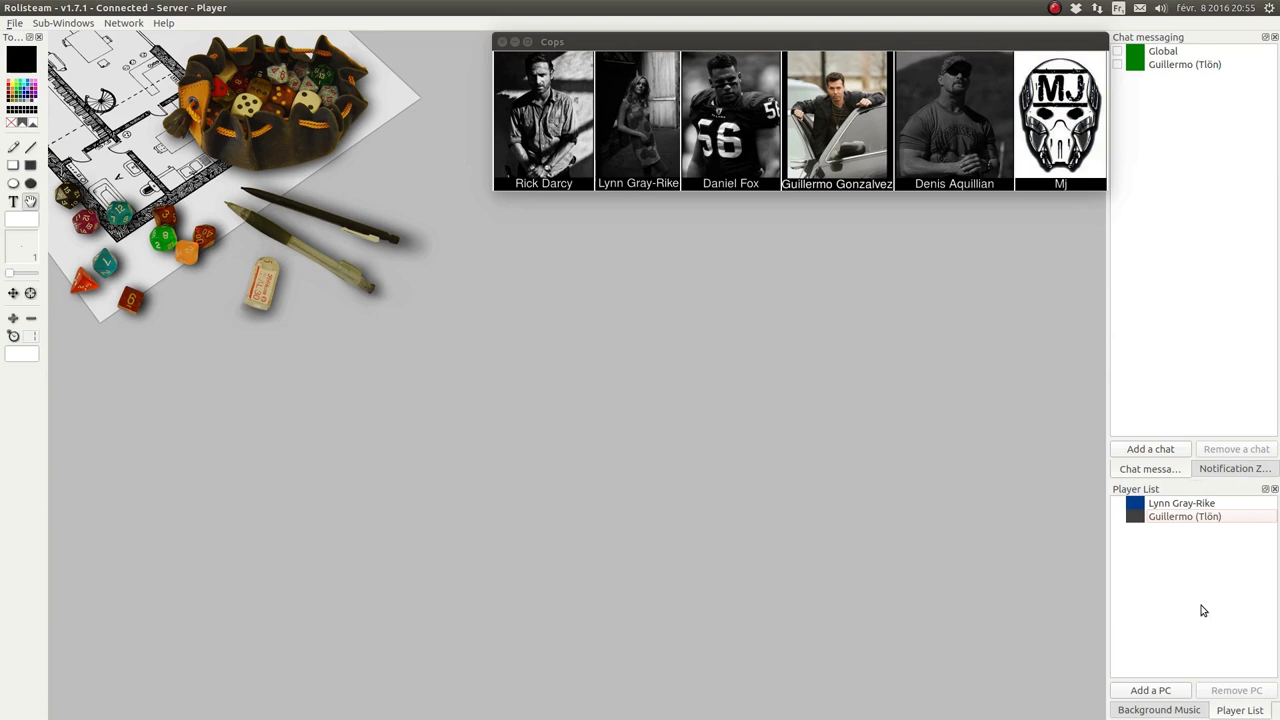 Rolisteam - v1.7.1 - Connected - Server - Player
Fr₁
févr. 8 2016 20:55
File Sub-Windows Network Help
To...
T
1
Cops
56
MJ
Rick Darcy
Lynn Gray-Rike
Daniel Fox
Guillermo Gonzalvez
Denis Aquillian
Mj
Chat messaging
Global
Guillermo (Tlön)
Add a chat
Remove a chat
Chat messa...
Notification Z...
Player List
Lynn Gray-Rike
Guillermo (Tlön)
Add a PC
Remove PC
Background Music
Player List